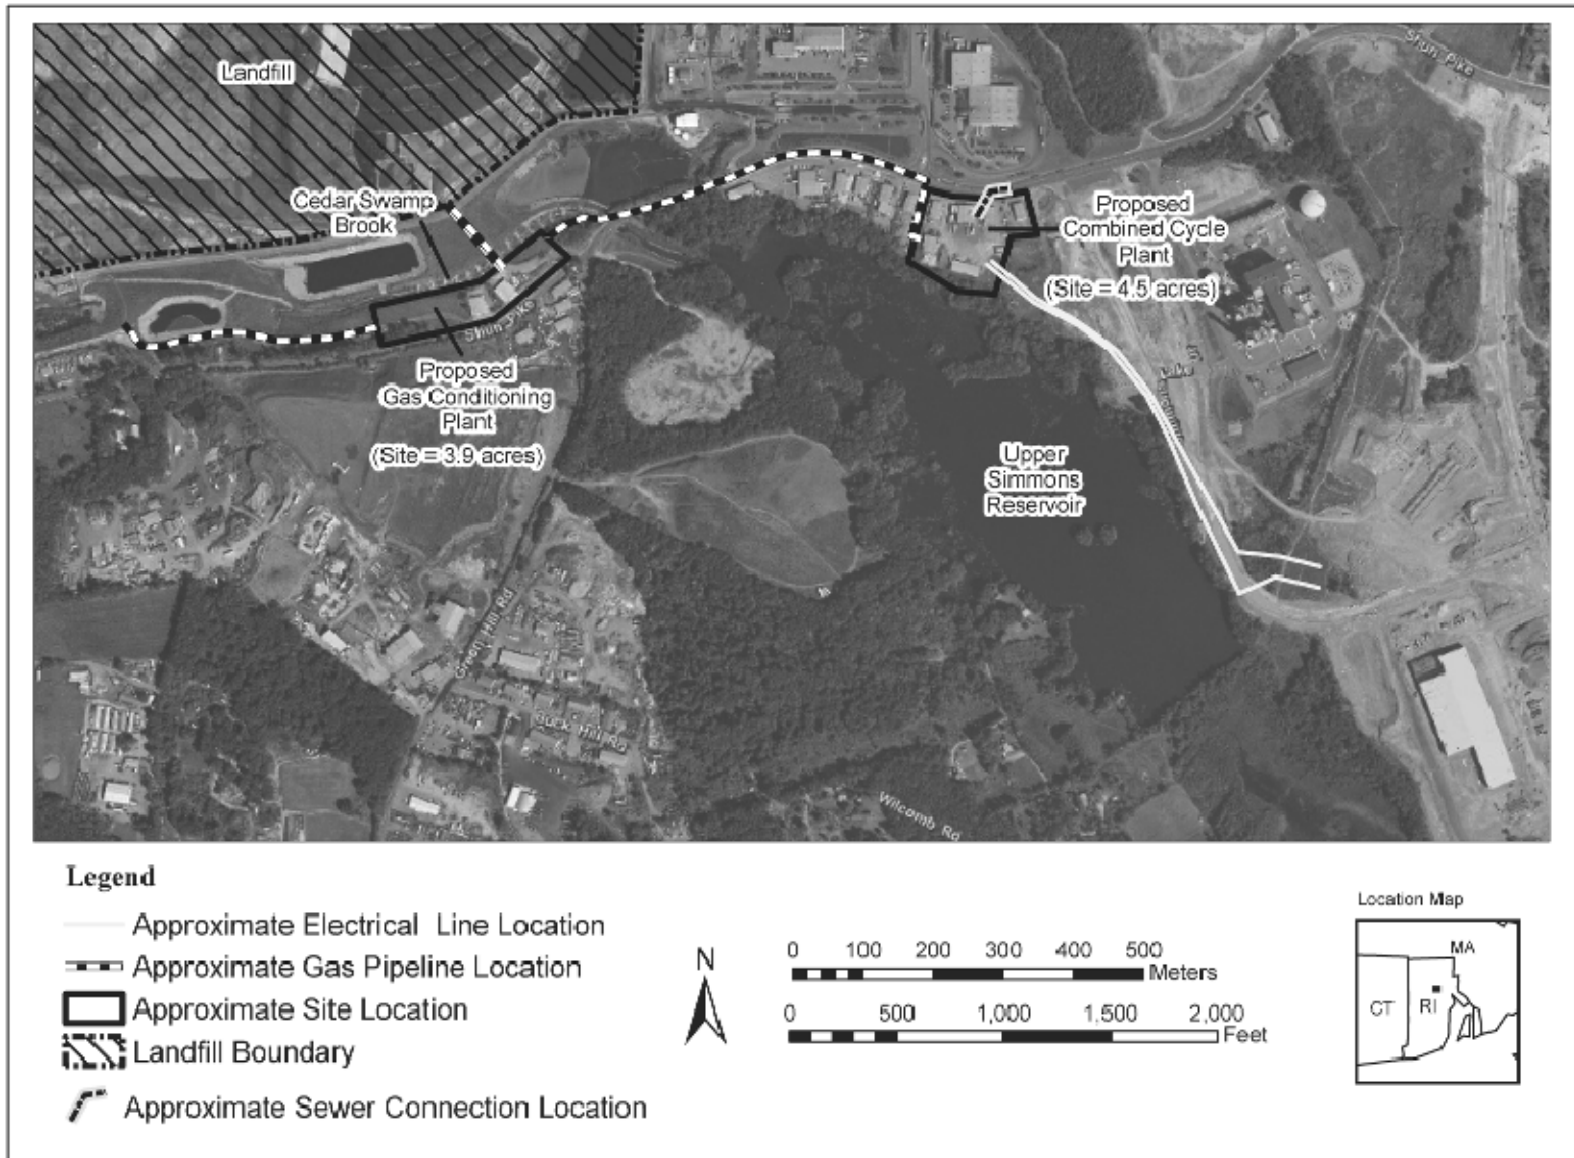 Landfill
Shun Pike
Cedar Swamp
Brook
Proposed
Combined Cycle
Plant
(Site = 4.5 acres)
Shun Pike
Proposed
Gas Conditioning
Plant
(Site = 3.9 acres)
Lake
Upper
Simmons
Reservoir
Green Hill Rd
Buck Hill Rd
Wilcomb Rd
Legend
Approximate Electrical Line Location
Approximate Gas Pipeline Location
Approximate Site Location
Landfill Boundary
Approximate Sewer Connection Location
N
0 100 200 300 400 500
Meters
0 500 1,000 1,500 2,000
Feet
Location Map
MA
CT
RI